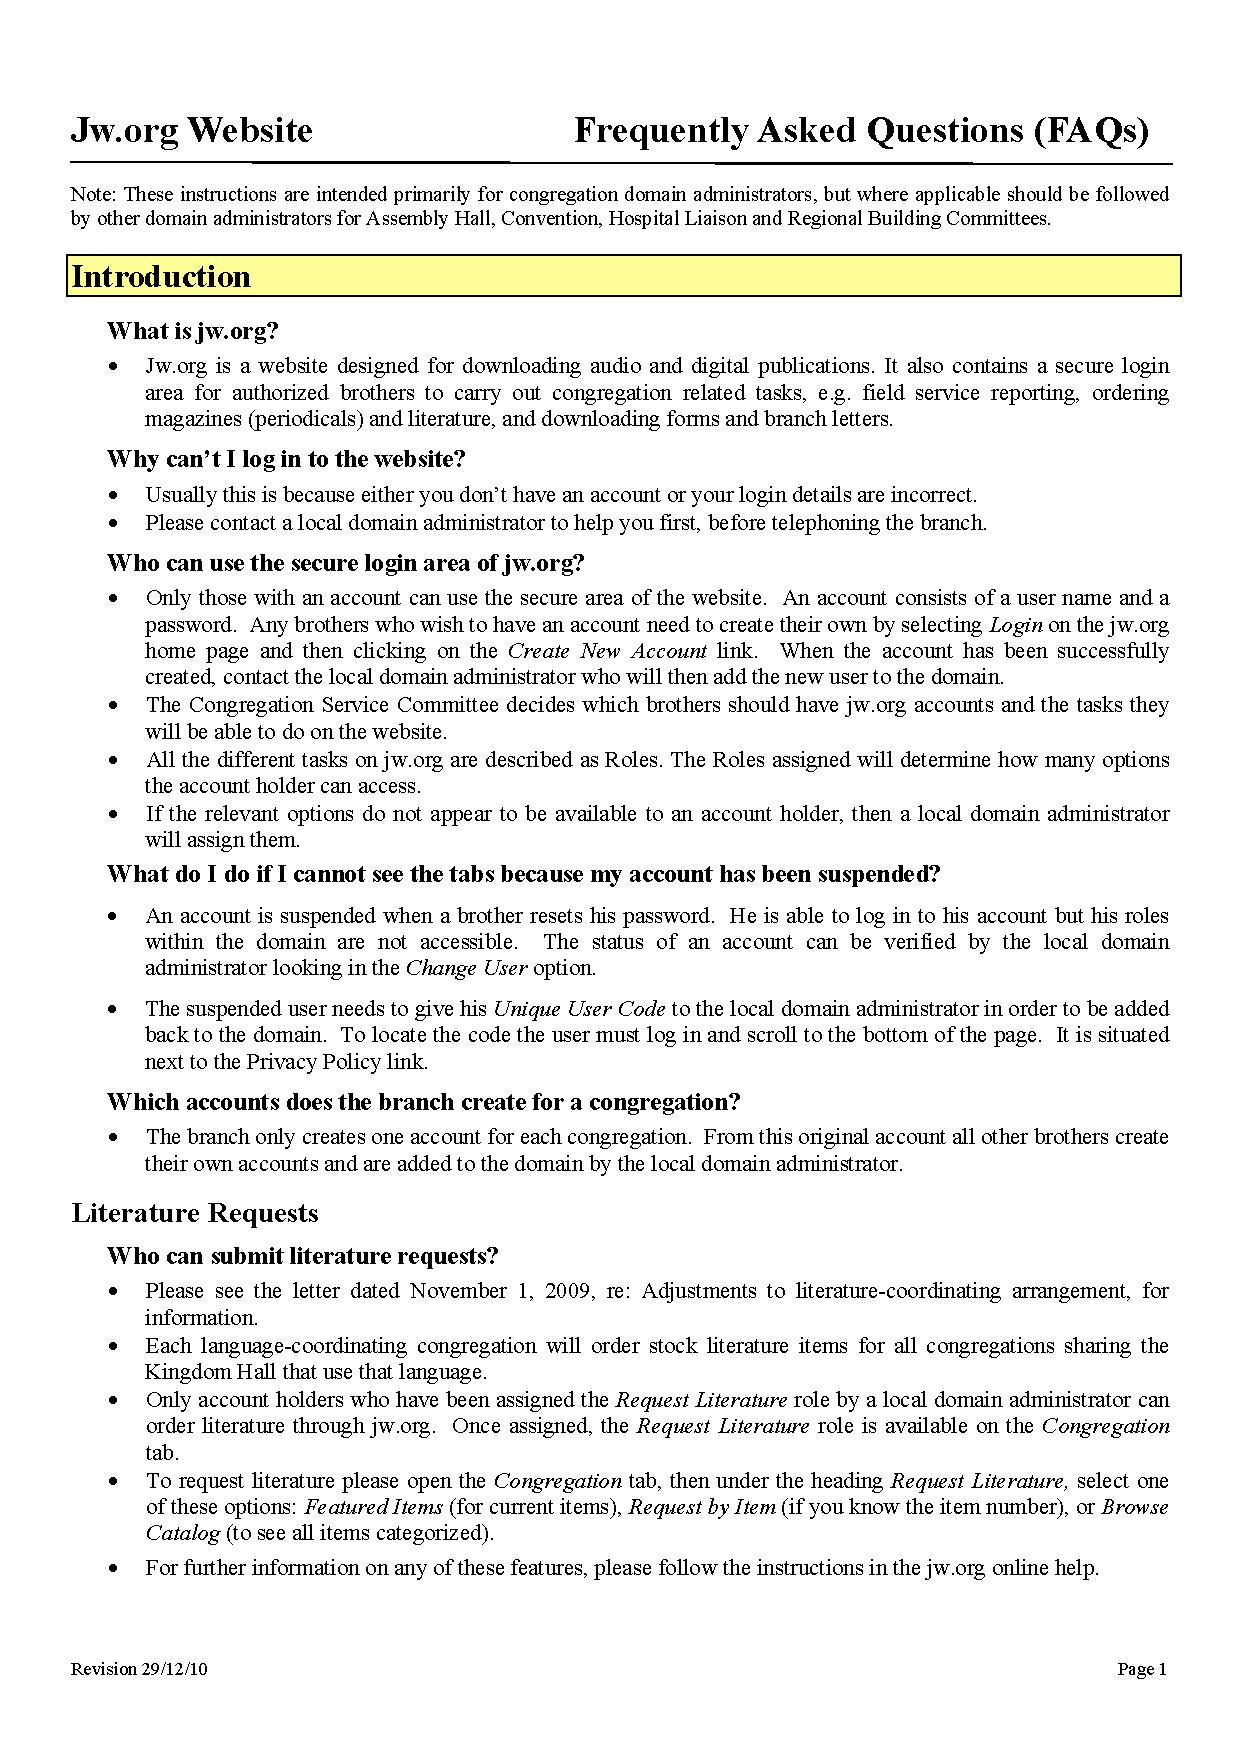 Jw.org Website Frequently Asked Questions (FAQs)
Note: These instructions are intended primarily for congregation domain administrators, but where applicable should be followed
by other domain administrators for Assembly Hall, Convention, Hospital Liaison and Regional Building Committees.
Introduction
What is jw.org?
• Jw.org is a website designed for downloading audio and digital publications. It also contains a secure login
area for authorized brothers to carry out congregation related tasks, e.g. field service reporting, ordering
magazines (periodicals) and literature, and downloading forms and branch letters.
Why can’t I log in to the website?
• Usually this is because either you don’t have an account or your login details are incorrect.
• Please contact a local domain administrator to help you first, before telephoning the branch.
Who can use the secure login area of jw.org?
• Only those with an account can use the secure area of the website. An account consists of a user name and a
password. Any brothers who wish to have an account need to create their own by selecting Login on the jw.org
home page and then clicking on the Create New Account link. When the account has been successfully
created, contact the local domain administrator who will then add the new user to the domain.
• The Congregation Service Committee decides which brothers should have jw.org accounts and the tasks they
will be able to do on the website.
• All the different tasks on jw.org are described as Roles. The Roles assigned will determine how many options
the account holder can access.
• If the relevant options do not appear to be available to an account holder, then a local domain administrator
will assign them.
What do I do if I cannot see the tabs because my account has been suspended?
• An account is suspended when a brother resets his password. He is able to log in to his account but his roles
within the domain are not accessible. The status of an account can be verified by the local domain
administrator looking in the Change User option.
• The suspended user needs to give his Unique User Code to the local domain administrator in order to be added
back to the domain. To locate the code the user must log in and scroll to the bottom of the page. It is situated
next to the Privacy Policy link.
Which accounts does the branch create for a congregation?
• The branch only creates one account for each congregation. From this original account all other brothers create
their own accounts and are added to the domain by the local domain administrator.
Literature Requests
Who can submit literature requests?
• Please see the letter dated November 1, 2009, re: Adjustments to literature-coordinating arrangement, for
information.
• Each language-coordinating congregation will order stock literature items for all congregations sharing the
Kingdom Hall that use that language.
• Only account holders who have been assigned the Request Literature role by a local domain administrator can
order literature through jw.org. Once assigned, the Request Literature role is available on the Congregation
tab.
• To request literature please open the Congregation tab, then under the heading Request Literature, select one
of these options: Featured Items (for current items), Request by Item (if you know the item number), or Browse
Catalog (to see all items categorized).
• For further information on any of these features, please follow the instructions in the jw.org online help.
Revision 29/12/10 Page 1